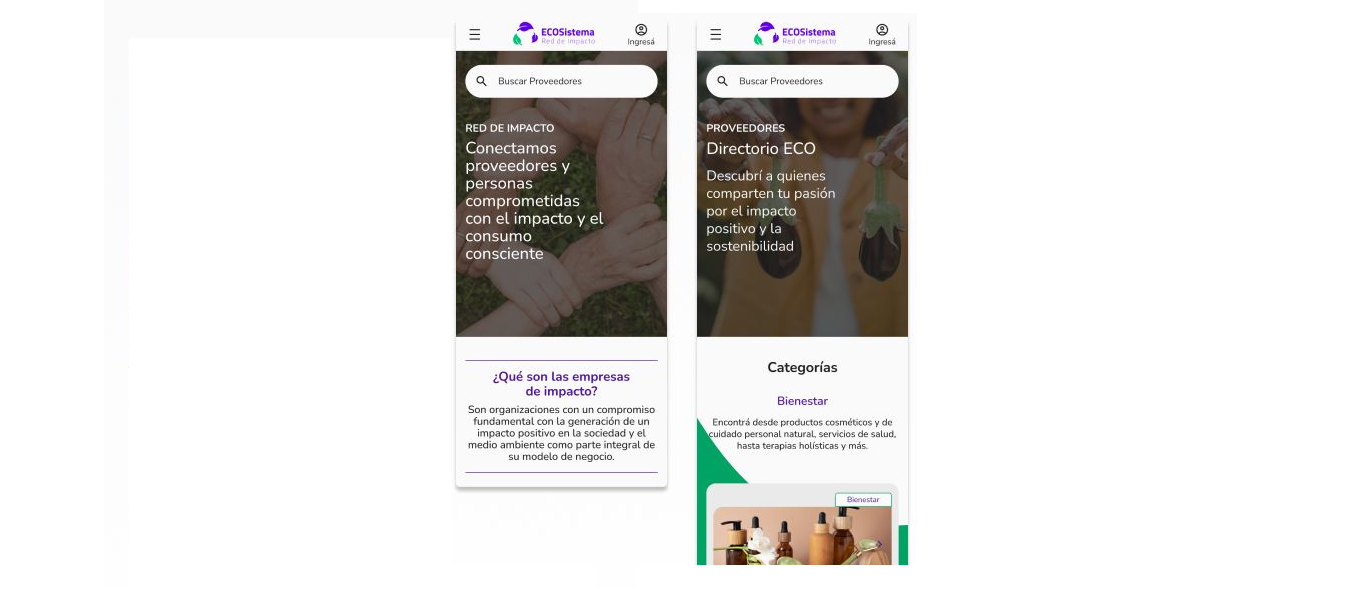 ECOSistema
Red de Impacto
Ingresá
Buscar Proveedores
RED DE IMPACTO
Conectamos
proveedores y
personas
comprometidas
con el impacto y el
consumo
consciente
¿Qué son las empresas
de impacto?
Son organizaciones con un compromiso
fundamental con la generación de un
impacto positivo en la sociedad y el
medio ambiente como parte integral de
su modelo de negocio.
ECOSistema
Red de Impacto
Ingresá
Buscar Proveedores
PROVEEDORES
Directorio ECO
Descubrí a quienes
comparten tu pasión
por el impacto
positivo y la
sostenibilidad
Categorías
Bienestar
Encontrá desde productos cosméticos y de
cuidado personal natural, servicios de salud,
hasta terapias holísticas y más.
Bienestar